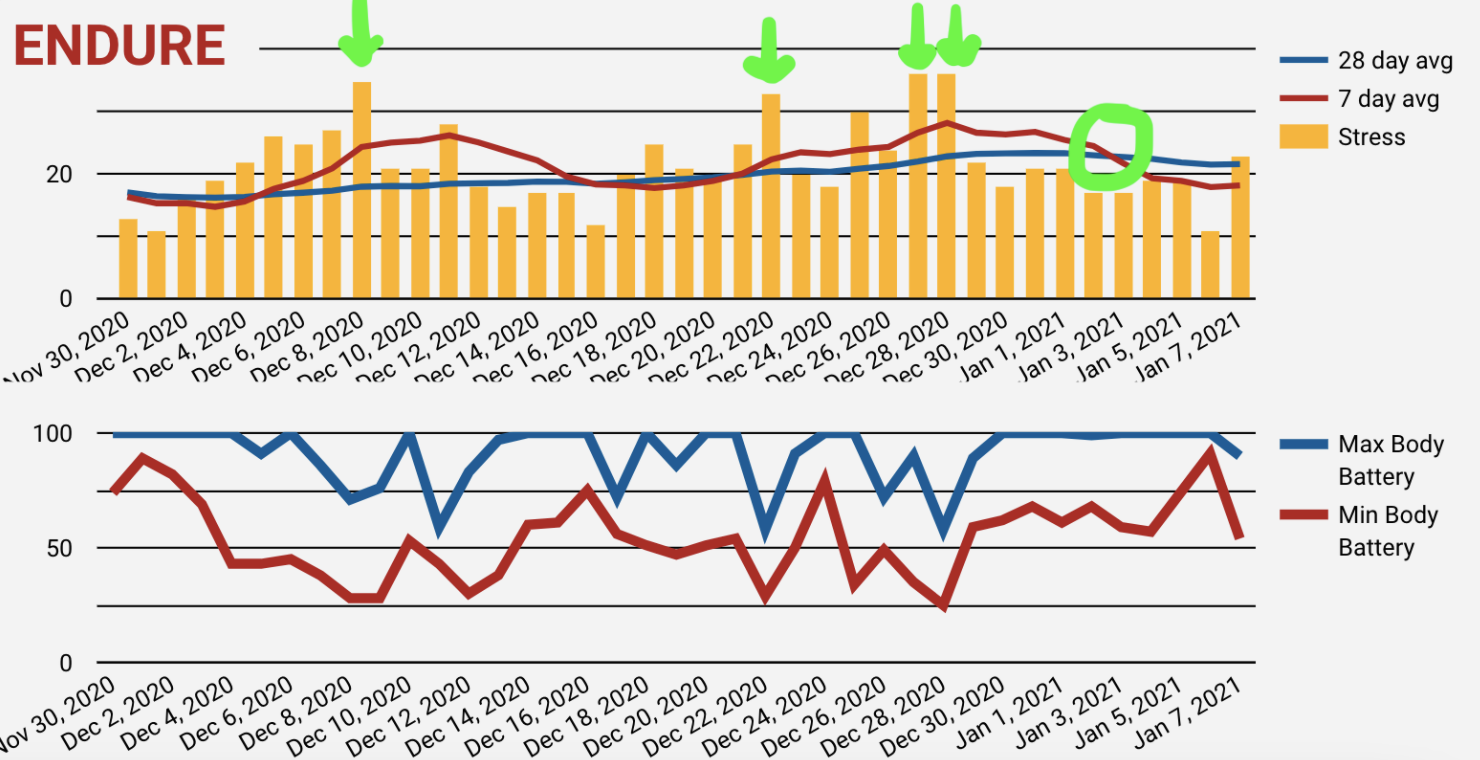 ENDURE
28 day avg
7 day avg
Stress
20
0
Nov 30, 2020
Dec 2, 2020
Dec 4, 2020
Dec 6, 2020
Dec 8, 2020
Dec 10, 2020
Dec 12, 2020
Dec 14, 2020
Dec 16, 2020
Dec 18, 2020
Dec 20, 2020
Dec 22, 2020
Dec 24, 2020
Dec 26, 2020
Dec 28, 2020
Dec 30, 2020
Jan 1, 2021
Jan 3, 2021
Jan 5, 2021
Jan 7, 2021
100
50
0
Max Body
Battery
Min Body
Battery
Nov 30, 2020
Dec 2, 2020
Dec 4, 2020
Dec 6, 2020
Dec 8, 2020
Dec 10, 2020
Dec 12, 2020
Dec 14, 2020
Dec 16, 2020
Dec 18, 2020
Dec 20, 2020
Dec 22, 2020
Dec 24, 2020
Dec 26, 2020
Dec 28, 2020
Dec 30, 2020
Jan 1, 2021
Jan 3, 2021
Jan 5, 2021
Jan 7, 2021